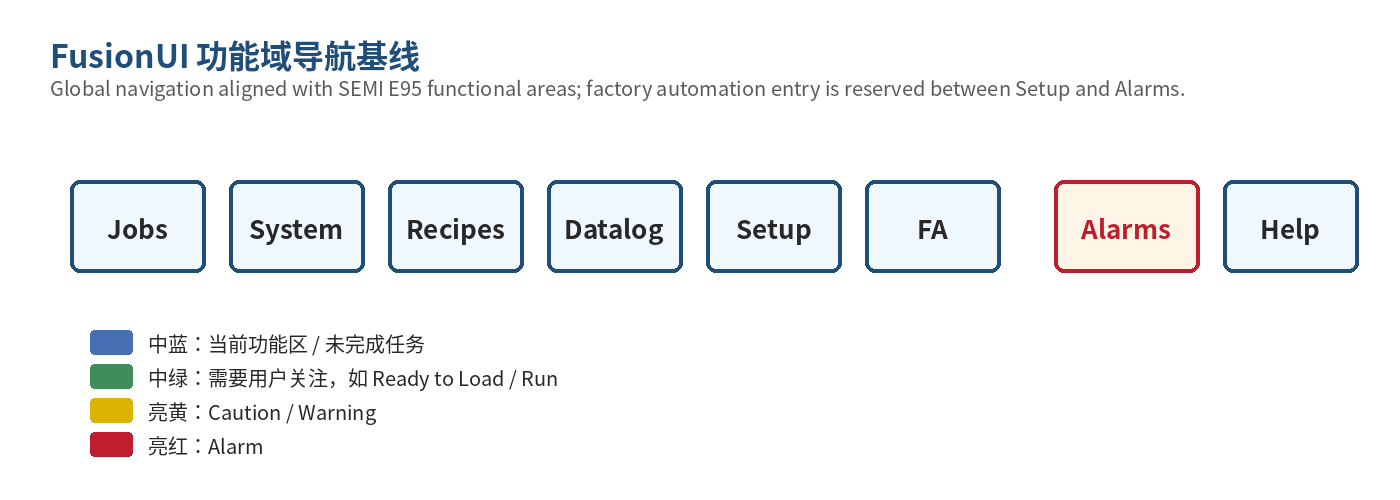 FusionUI 功能域导航基线
Global navigation aligned with SEMI E95 functional areas; factory automation entry is reserved between Setup and Alarms.
Jobs System Recipes Datalog Setup FA Alarms Help
中蓝：当前功能区 / 未完成任务
中绿：需要用户关注，如 Ready to Load / Run
亮黄：Caution / Warning
亮红：Alarm